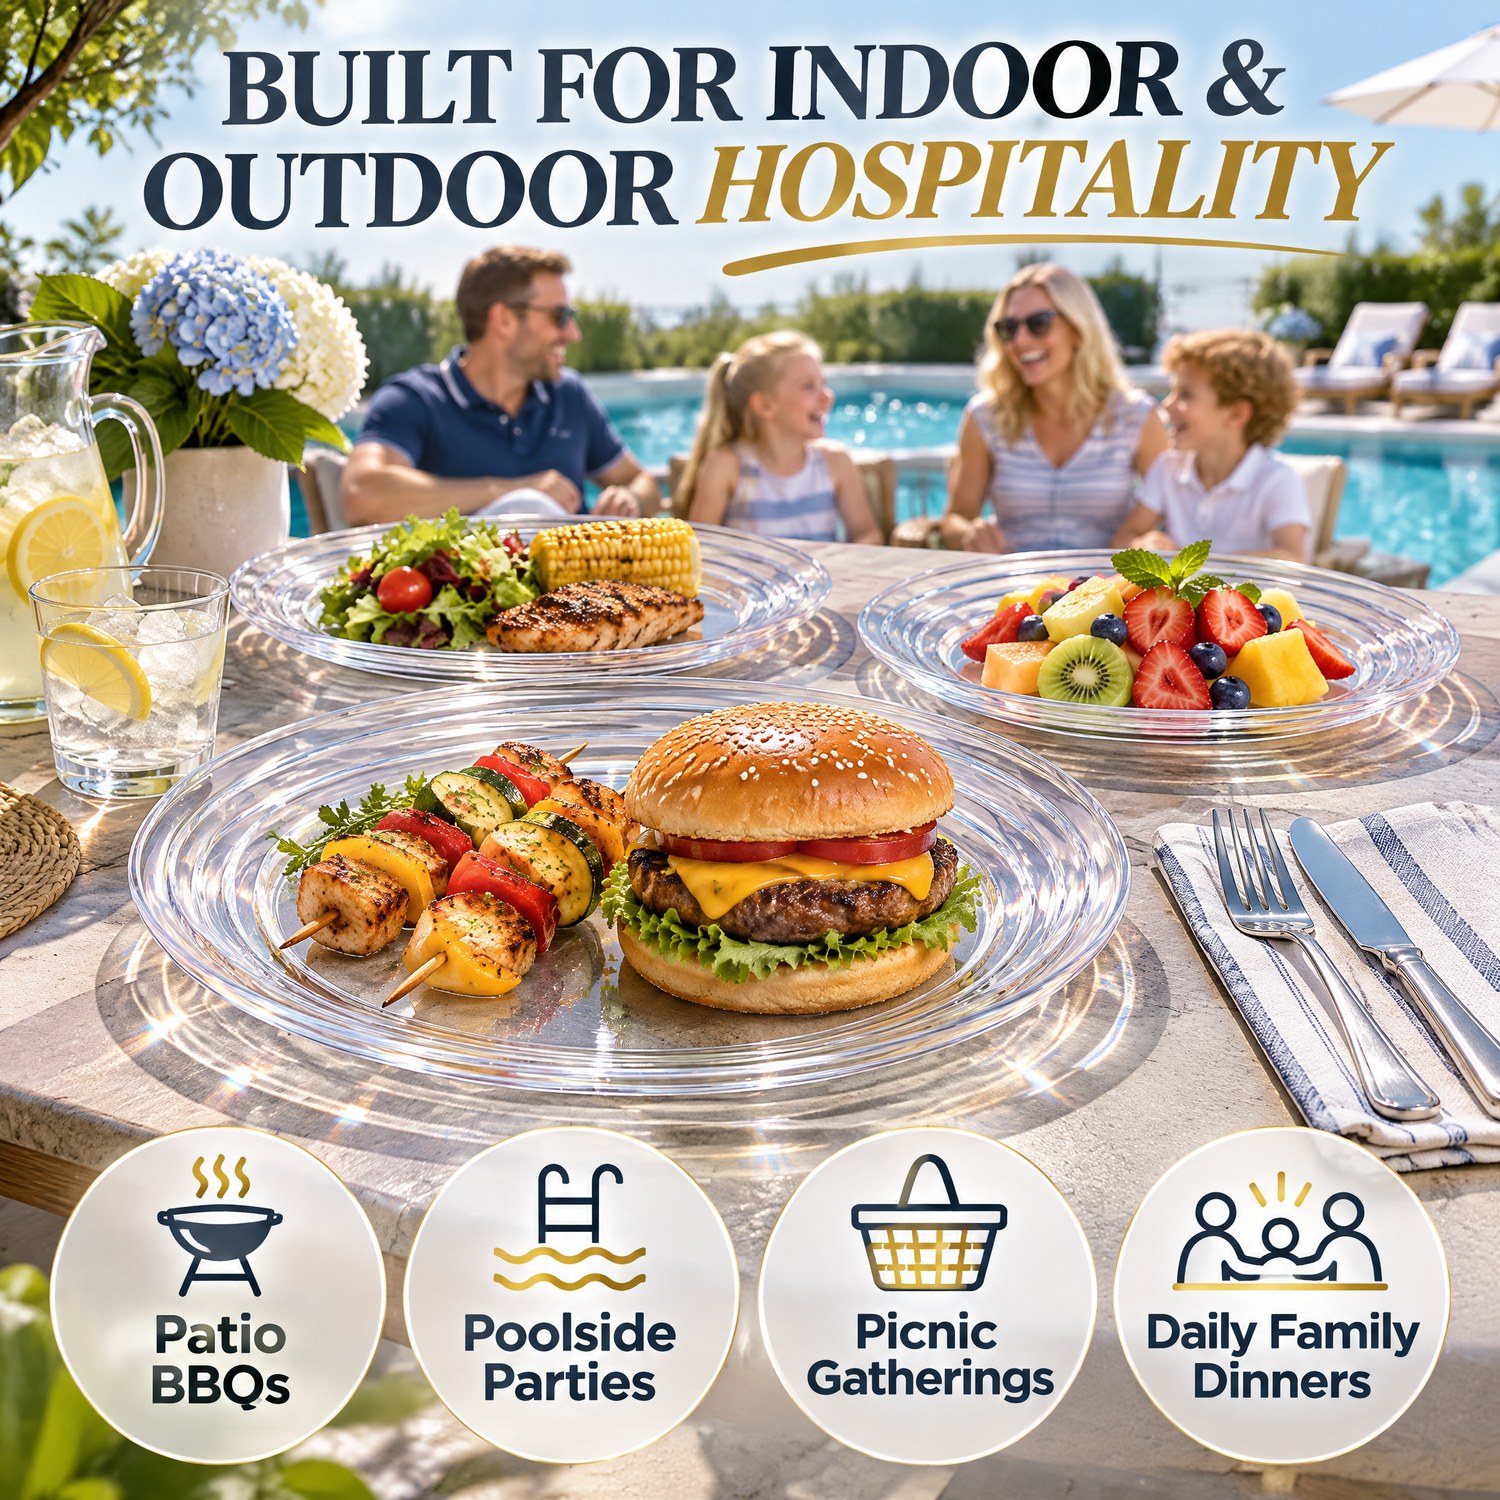 BUILT FOR INDOOR &
OUTDOOR HOSPITALITY
Patio
BBQs
Poolside
Parties
Picnic
Gatherings
Daily Family
Dinners